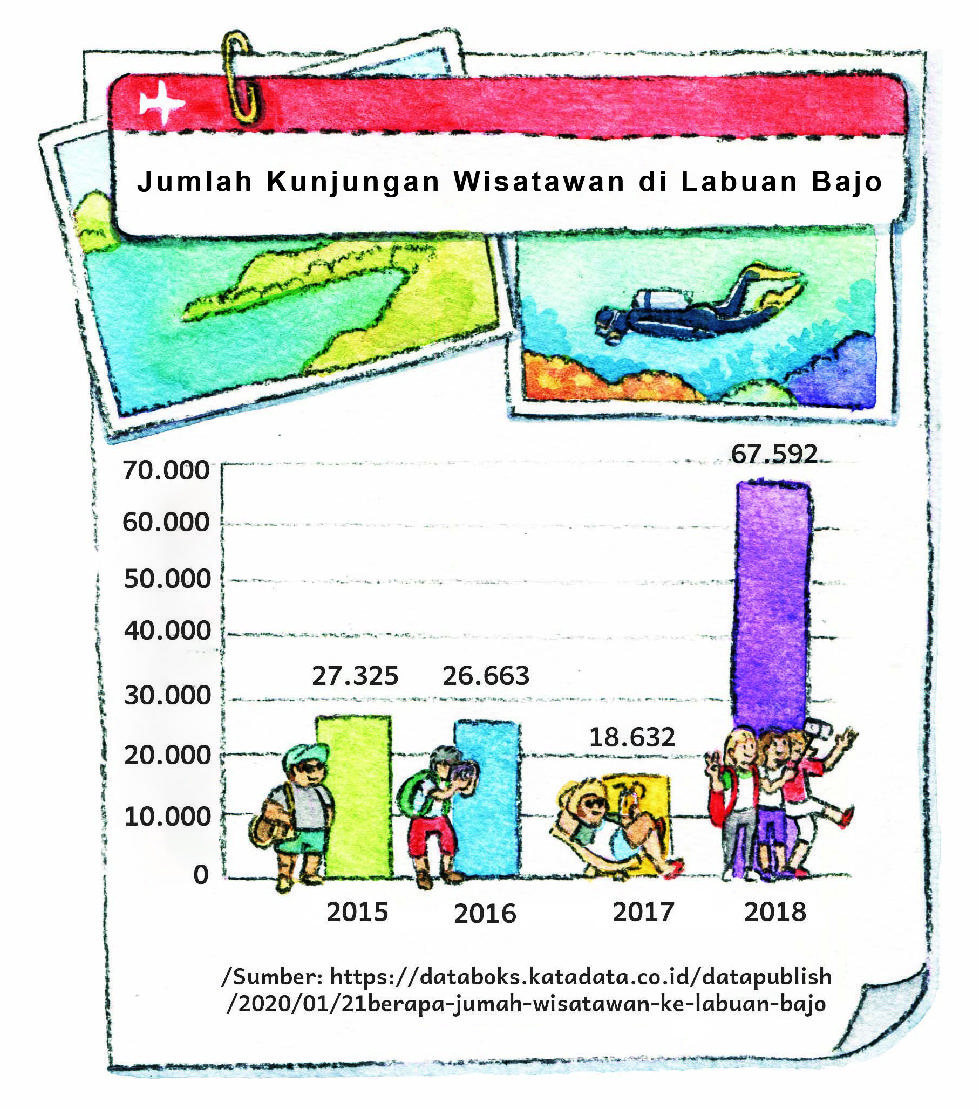 Jumlah Kunjungan Wisatawan di Labuan Bajo
67.592
70.000
60.000
50.000
40.000
27.325 26.663
30.000
18.632
20.000
10.000
0
2015 2016 2017 2018
/Sumber: https://databoks.katadata.co.id/datapublish
/2020/01/21berapa-jumah-wisatawan-ke-labuan-bajo